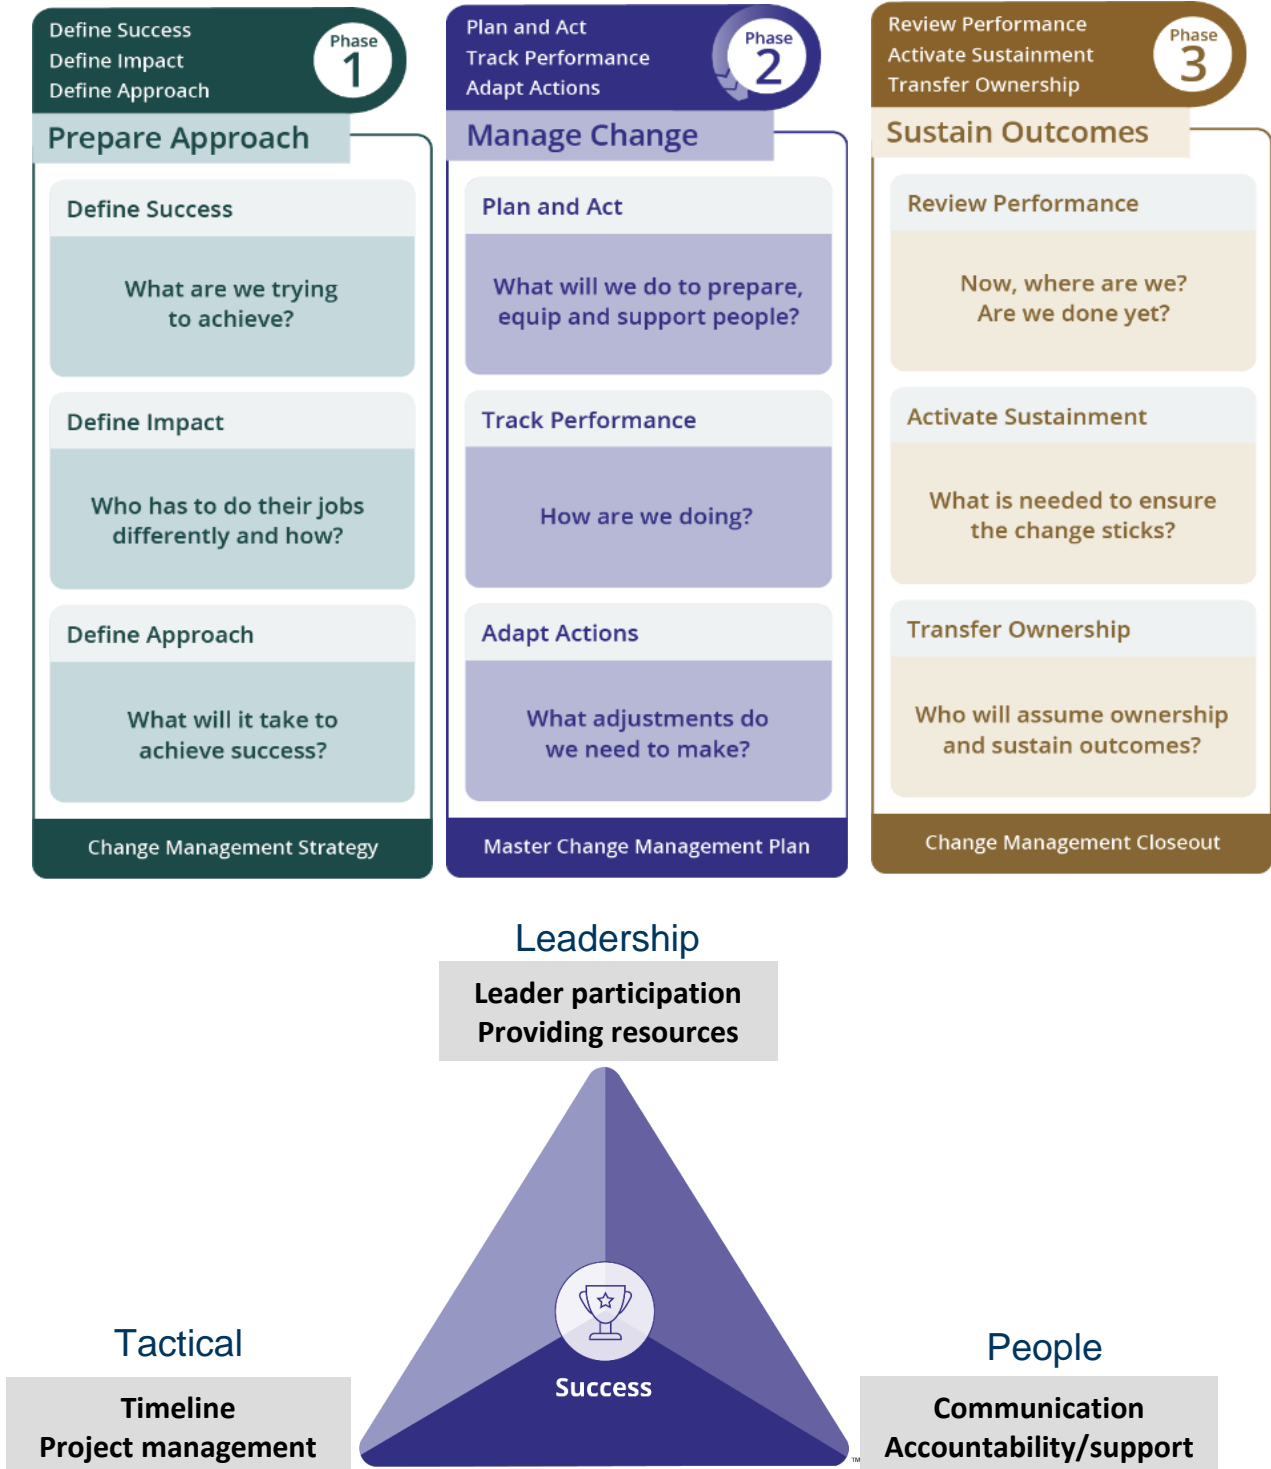 Define Success
Define Impact
Define Approach
Phase
1
Prepare Approach
Define Success
What are we trying
to achieve?
Define Impact
Who has to do their jobs
differently and how?
Define Approach
What will it take to
achieve success?
Change Management Strategy
Plan and Act
Track Performance
Adapt Actions
Phase
2
Manage Change
Plan and Act
What will we do to prepare,
equip and support people?
Track Performance
How are we doing?
Adapt Actions
What adjustments do
we need to make?
Master Change Management Plan
Review Performance
Activate Sustainment
Transfer Ownership
Phase
3
Sustain Outcomes
Review Performance
Now, where are we?
Are we done yet?
Activate Sustainment
What is needed to ensure
the change sticks?
Transfer Ownership
Who will assume ownership
and sustain outcomes?
Change Management Closeout
Leadership
Leader participation
Providing resources
Success
Tactical
Timeline
Project management
People
Communication
Accountability/support
™